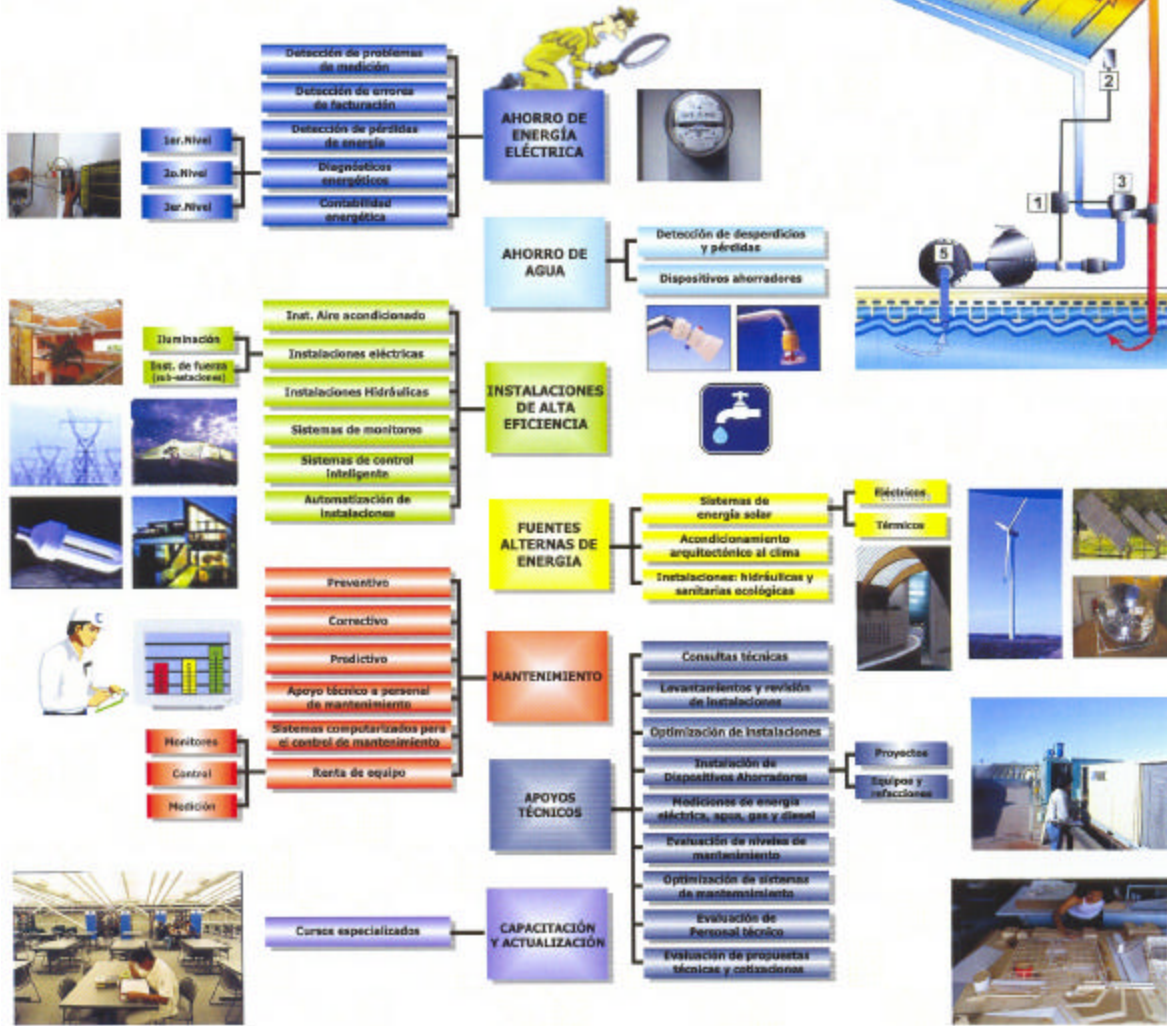 Detección de problemas
de medición
Detección de errores
de facturación
Detección de pérdidas
de energía
Diagnósticos
energéticos
Contabilidad
energética
1er.Nivel
2o.Nivel
3er.Nivel
AHORRO DE
ENERGÍA
ELÉCTRICA
2
1
3
5
AHORRO DE
AGUA
Detección de desperdicios
y pérdidas
Dispositivos ahorradores
Inst. Aire acondicionado
Instalaciones eléctricas
Instalaciones Hidráulicas
Sistemas de monitoreo
Sistemas de control
inteligente
Automatización de
instalaciones
Iluminación
Inst. de fuerza
(sub-estaciones)
INSTALACIONES
DE ALTA
EFICIENCIA
FUENTES
ALTERNAS DE
ENERGIA
Sistemas de
energía solar
Acondicionamiento
arquitectónico al clima
Instalaciones: hidráulicas y
sanitarias ecológicas
Eléctricos
Térmicos
Preventivo
Correctivo
Predictivo
Apoyo técnico a personal
de mantenimiento
Sistemas computarizados para
el control de mantenimiento
Renta de equipo
Monitores
Control
Medición
MANTENIMIENTO
APOYOS
TÉCNICOS
Consultas técnicas
Levantamientos y revisión
de instalaciones
Optimización de instalaciones
Instalación de
Dispositivos Ahorradores
Mediciones de energía
eléctrica, agua, gas y diesel
Evaluación de niveles de
mantenimiento
Optimización de sistemas
de mantemnimiento
Evaluación de
Personal técnico
Evaluación de propuestas
técnicas y cotizaciones
Proyectos
Equipos y
refacciones
Cursos especializados
CAPACITACIÓN
Y ACTUALIZACIÓN